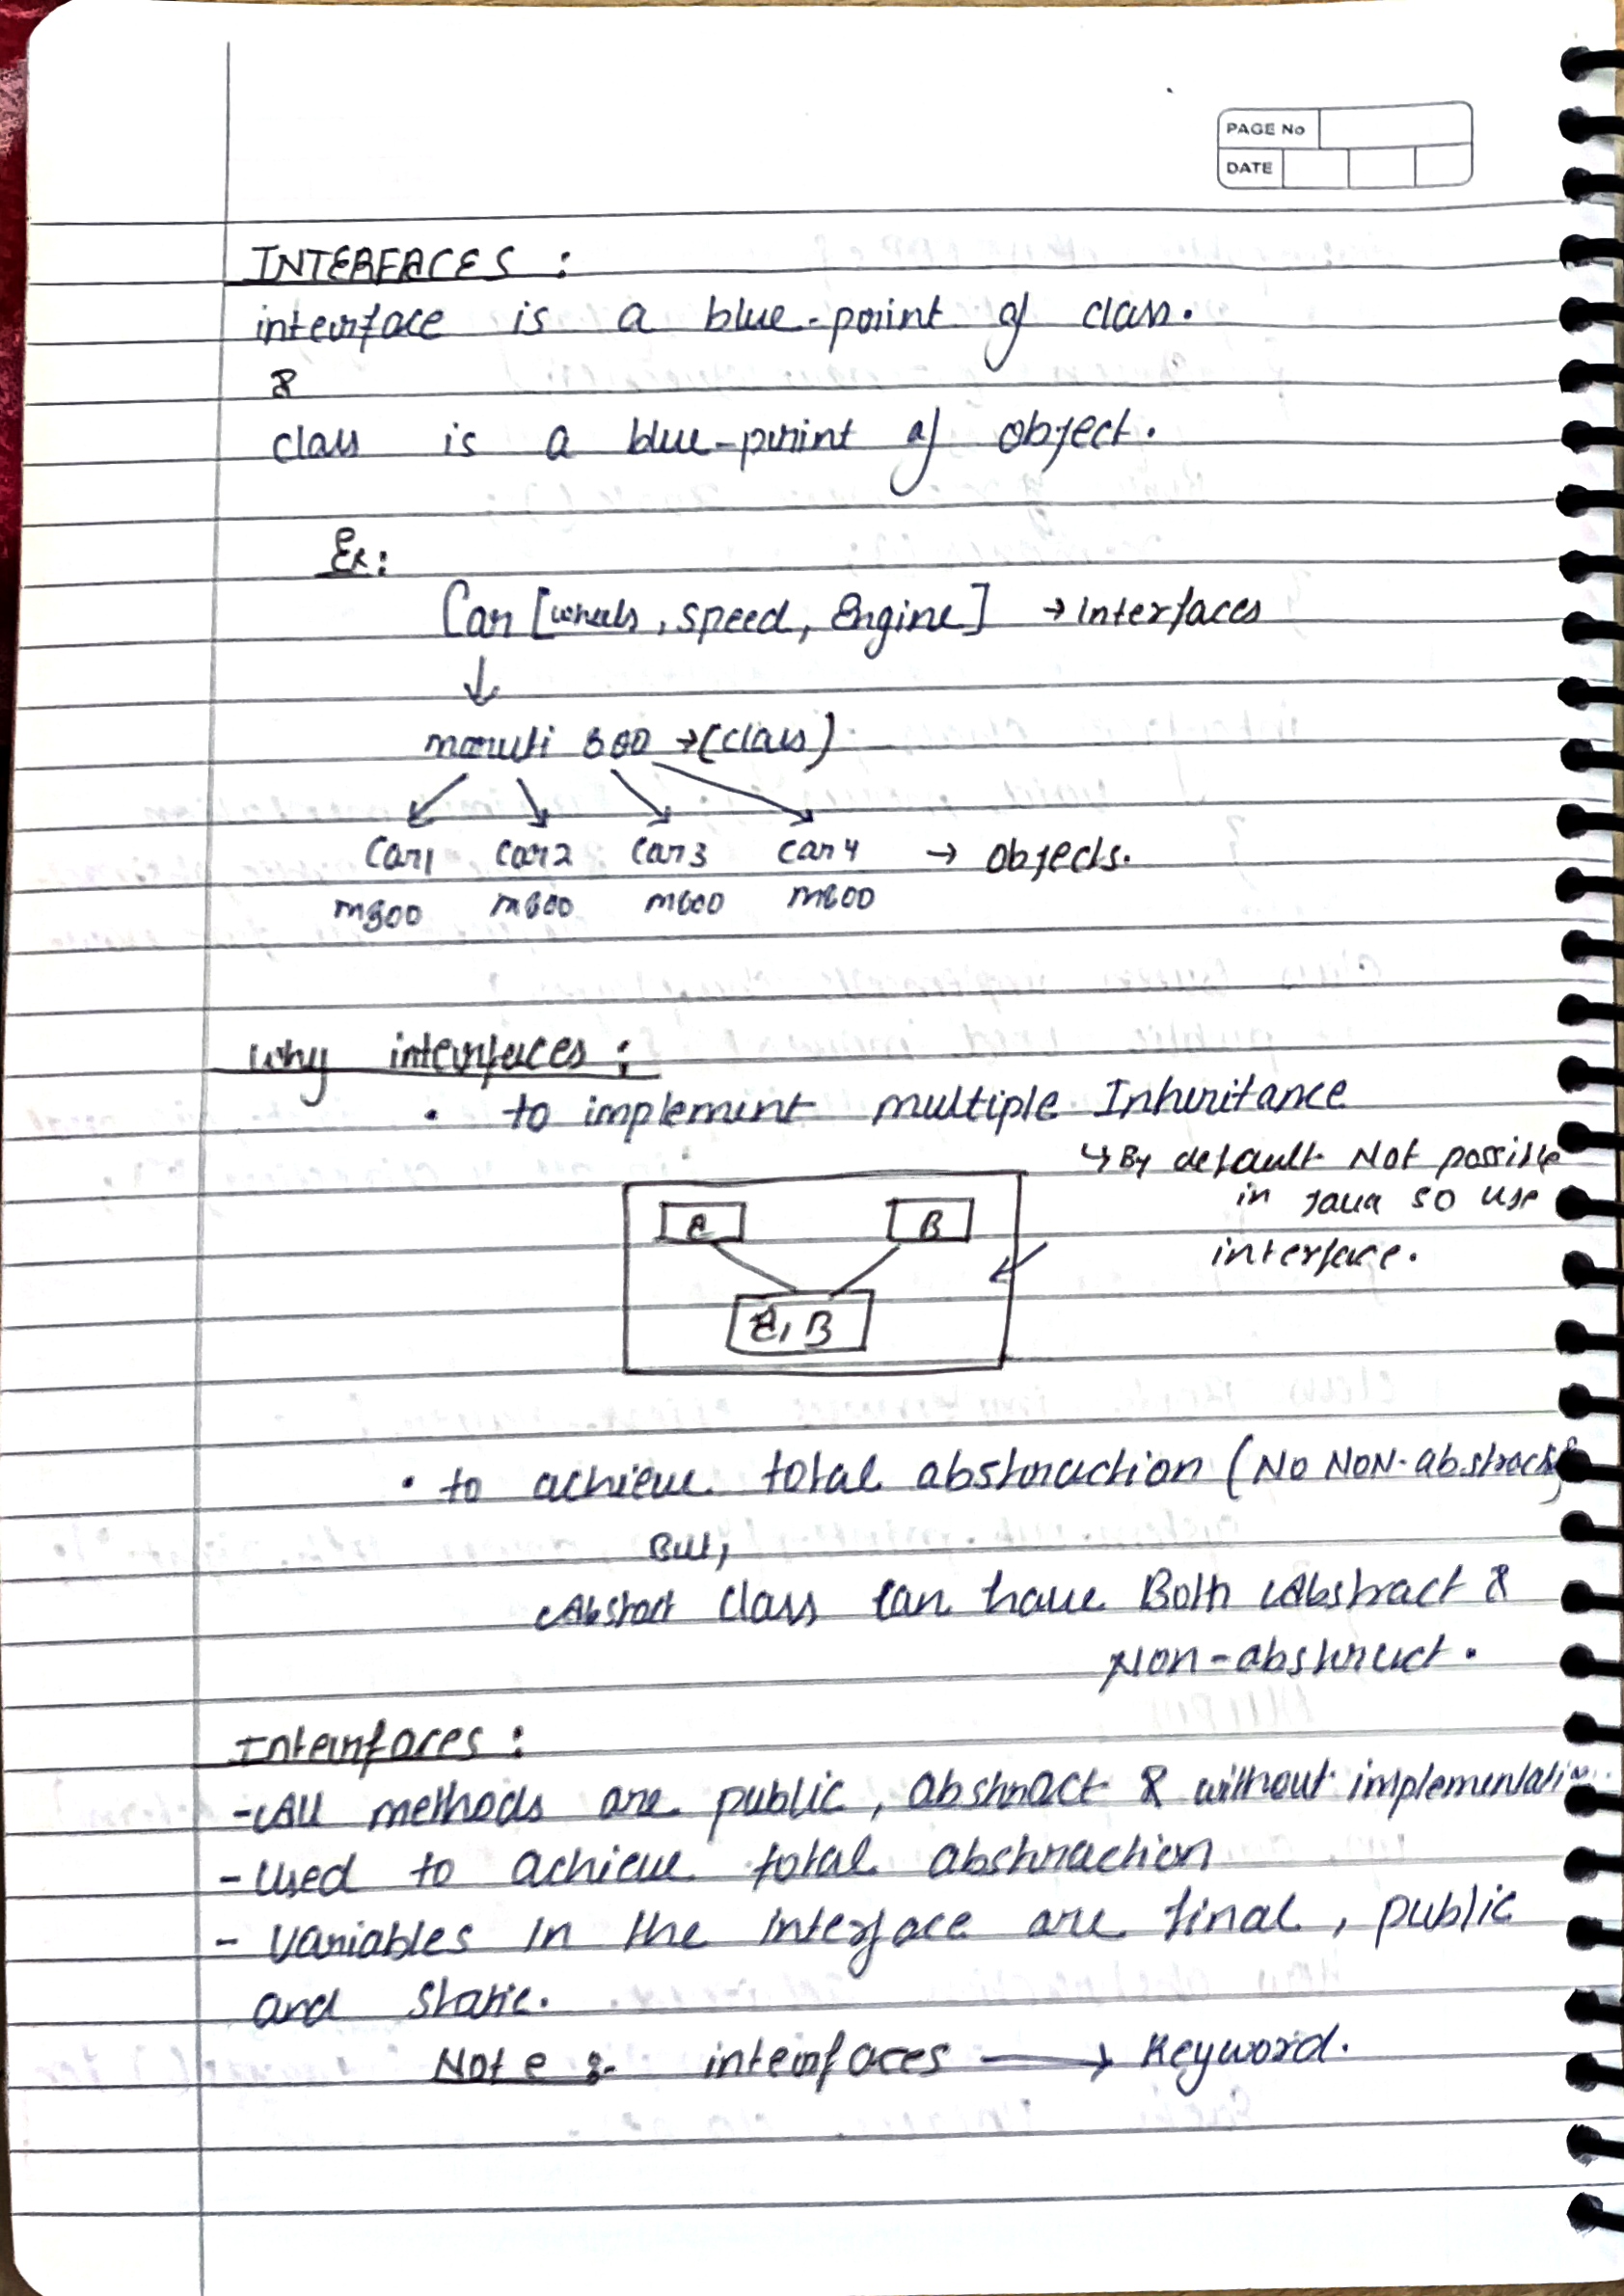 PAGE No
DATE
INTERFACES :
interface is a blue-print of class.
&
class is a blue-print of object.
Ex:
Car [wheels, speed, Engine] → Interfaces
↓
maruti 800 → (class)
Car1 car2 car3 car4 → objects.
m800 m800 m800 m800
Why interfaces :
• to implement multiple Inheritance
↳ By default Not possible
in Java so use
interface.
B
, B
• to achieve total abstraction (No NON-abstract)
But,
Abstract class can have Both Abstract &
Non-abstract.
Interfaces :
- All methods are public, abstract & without implementation
- Used to achieve total abstraction
- Variables in the interface are final, public
and static.
Note :- interfaces → Keyword.